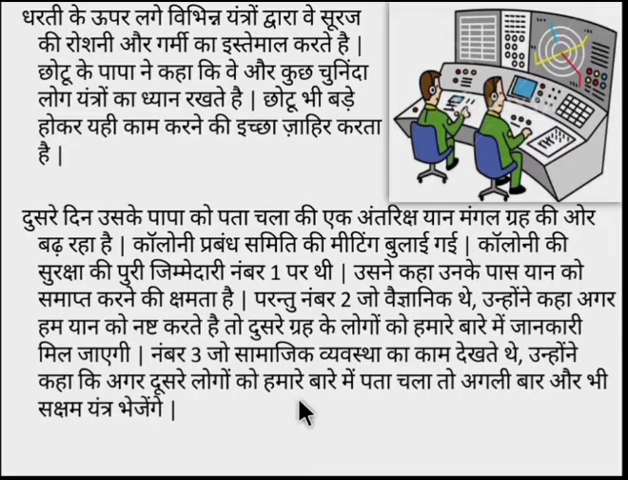 धरती के ऊपर लगे विभिन्न यंत्रों द्वारा वे सूरज
की रोशनी और गर्मी का इस्तेमाल करते है |
छोटू के पापा ने कहा कि वे और कुछ चुनिंदा
लोग यंत्रों का ध्यान रखते है | छोटू भी बड़े
होकर यही काम करने की इच्छा ज़ाहिर करता
है |
दुसरे दिन उसके पापा को पता चला की एक अंतरिक्ष यान मंगल ग्रह की ओर
बढ़ रहा है | कॉलोनी प्रबंध समिति की मीटिंग बुलाई गई | कॉलोनी की
सुरक्षा की पुरी जिम्मेदारी नंबर 1 पर थी | उसने कहा उनके पास यान को
समाप्त करने की क्षमता है | परन्तु नंबर 2 जो वैज्ञानिक थे, उन्होंने कहा अगर
हम यान को नष्ट करते है तो दुसरे ग्रह के लोगों को हमारे बारे में जानकारी
मिल जाएगी | नंबर 3 जो सामाजिक व्यवस्था का काम देखते थे, उन्होंने
कहा कि अगर दूसरे लोगों को हमारे बारे में पता चला तो अगली बार और भी
सक्षम यंत्र भेजेंगे |